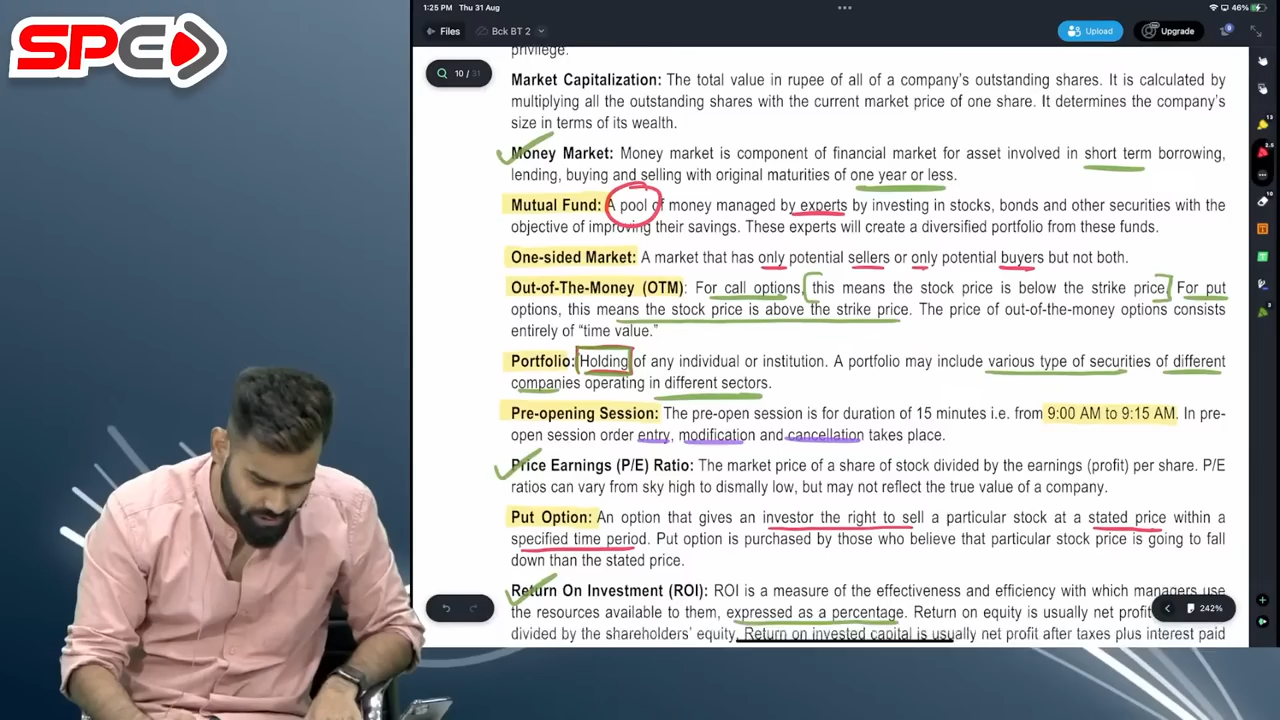 1:25 PM Thu 31 Aug
46%
SPC
Files
Bck BT 2
Upload
Upgrade
10 / 31
privilege.
Market Capitalization: The total value in rupee of all of a company's outstanding shares. It is calculated by
multiplying all the outstanding shares with the current market price of one share. It determines the company's
size in terms of its wealth.
Money Market: Money market is component of financial market for asset involved in short term borrowing,
lending, buying and selling with original maturities of one year or less.
Mutual Fund: A pool of money managed by experts by investing in stocks, bonds and other securities with the
objective of improving their savings. These experts will create a diversified portfolio from these funds.
One-sided Market: A market that has only potential sellers or only potential buyers but not both.
Out-of-The-Money (OTM): For call options, this means the stock price is below the strike price. For put
options, this means the stock price is above the strike price. The price of out-of-the-money options consists
entirely of "time value."
Portfolio: Holding of any individual or institution. A portfolio may include various type of securities of different
companies operating in different sectors.
Pre-opening Session: The pre-open session is for duration of 15 minutes i.e. from 9:00 AM to 9:15 AM. In pre-
open session order entry, modification and cancellation takes place.
Price Earnings (P/E) Ratio: The market price of a share of stock divided by the earnings (profit) per share. P/E
ratios can vary from sky high to dismally low, but may not reflect the true value of a company.
Put Option: An option that gives an investor the right to sell a particular stock at a stated price within a
specified time period. Put option is purchased by those who believe that particular stock price is going to fall
down than the stated price.
Return On Investment (ROI): ROI is a measure of the effectiveness and efficiency with which managers use
the resources available to them, expressed as a percentage. Return on equity is usually net profit
242%
divided by the shareholders' equity. Return on invested capital is usually net profit after taxes plus interest paid